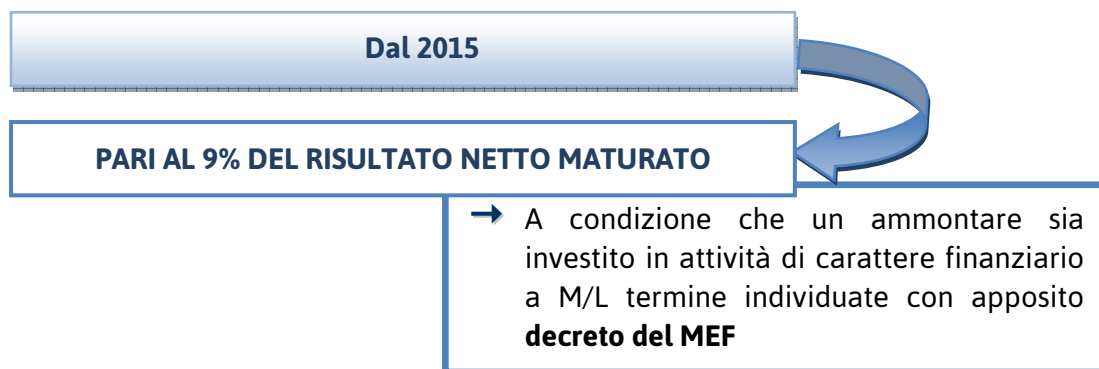 Dal 2015
PARI AL 9% DEL RISULTATO NETTO MATURATO
A condizione che un ammontare sia
investito in attività di carattere finanziario
a M/L termine individuate con apposito
decreto del MEF